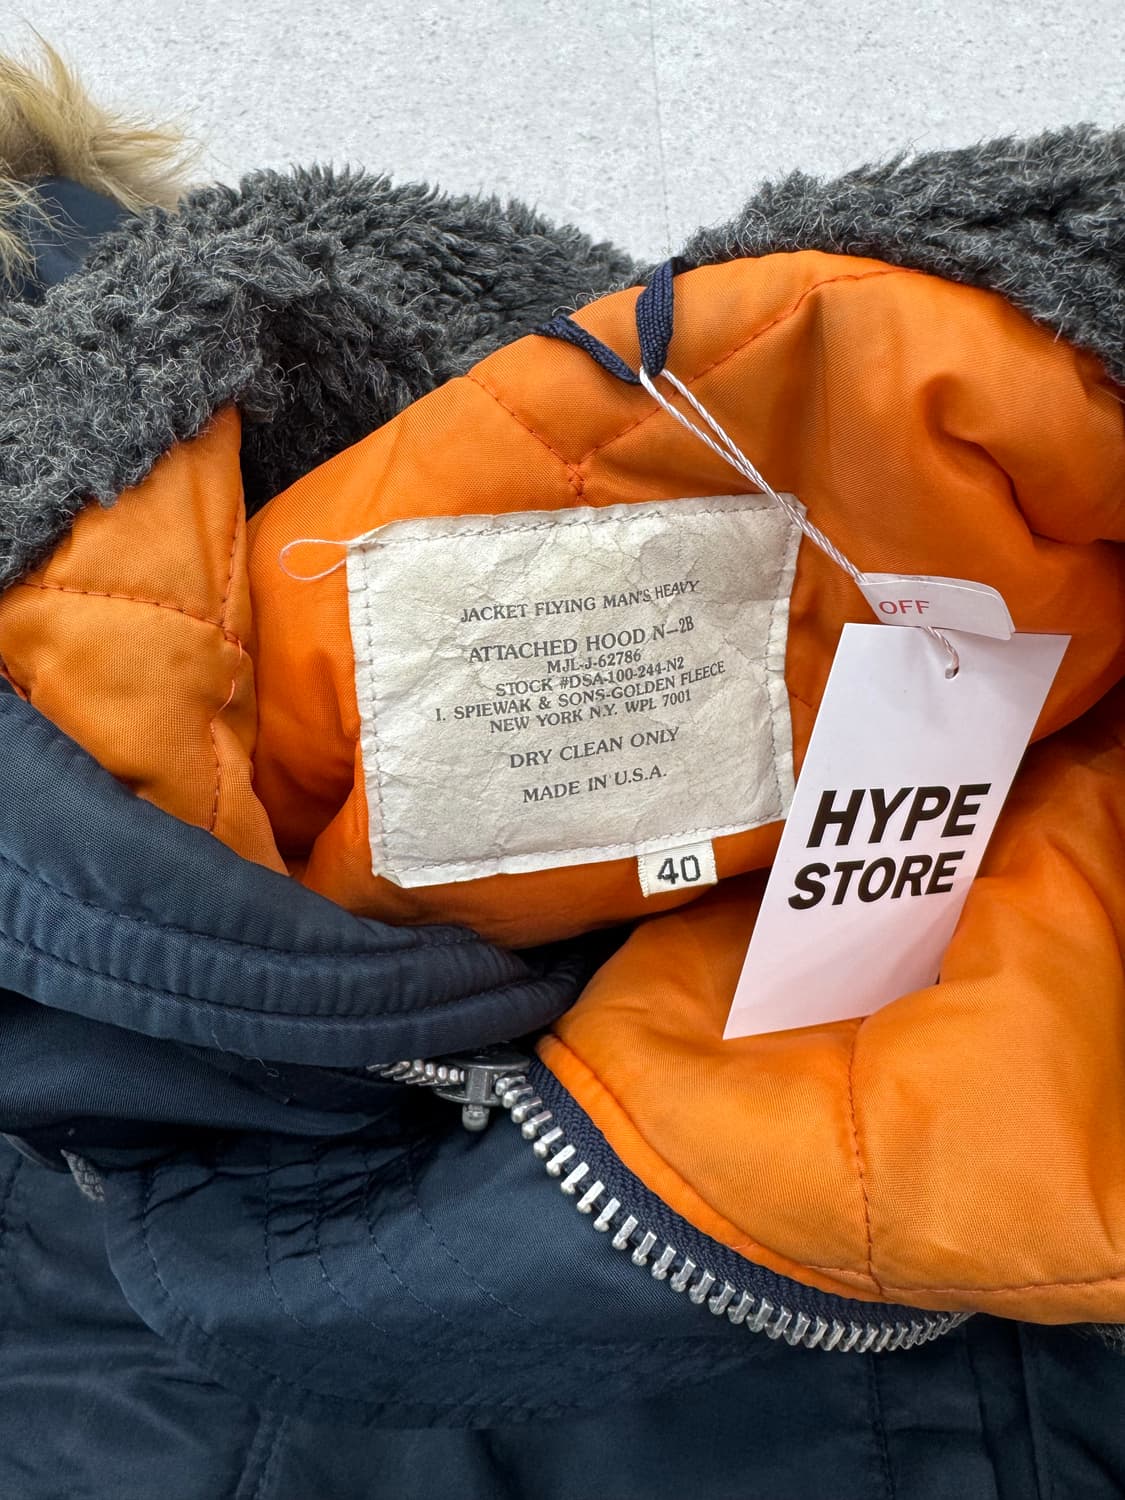 JACKET FLYING MAN'S HEAVY
ATTACHED HOOD N-2B
MJL-J-62786
STOCK #DSA-100-244-N2
I. SPIEWAK & SONS-GOLDEN FLEECE
NEW YORK N.Y. WPL 7001
DRY CLEAN ONLY
MADE IN U.S.A.
40
OFF
HYPE
STORE